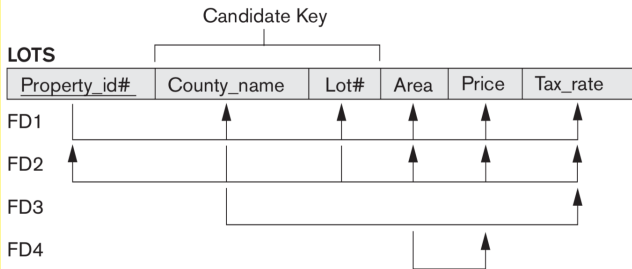 Candidate Key
LOTS
Property_id# County_name Lot# Area Price Tax_rate
FD1
FD2
FD3
FD4